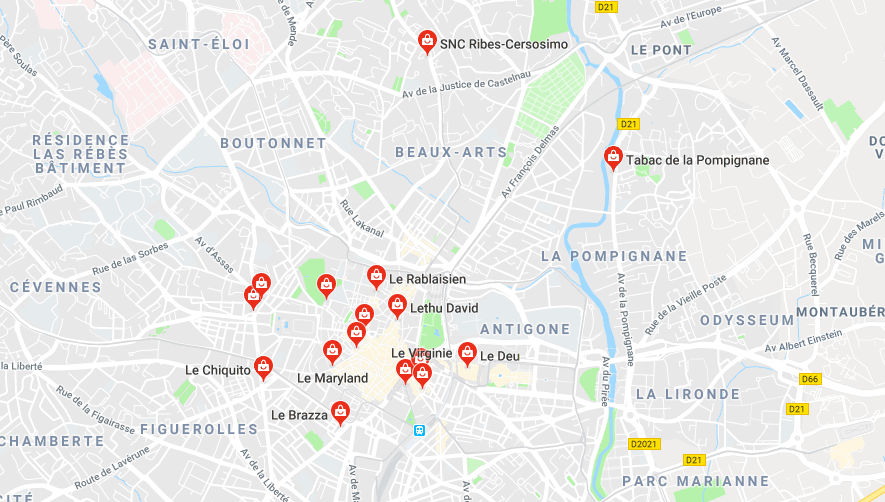 D21
Av de l'Europe
SAINT-ÉLOI
de Mende
SNC Ribes-Cersosimo
LE PONT
Av Marcel Dassault
Père Soulas
Av de la Justice de Castelnau
D21
RÉSIDENCE
LAS RÉBÈS
BÂTIMENT
BOUTONNET
BEAUX-ARTS
Av François Delmas
Tabac de la Pompignane
Paul Rimbaud
Rue Lakanal
Rue de las Sorbes
Av d'Assas
LA POMPIGNANE
Rue Becquerel
Rue des Marels
CÉVENNES
Le Rablaisien
Av de la Pompignane
Rue de la Vieille Poste
MONTAUBÉR
Lethu David
ANTIGONE
ODYSSEUM
Av Albert Einstein
la Liberté
Le Chiquito
Le Maryland
Le Virginie
Le Deu
Av du Pirée
D66
LA LIRONDE
D21
Rue de la Figairasse
Le Brazza
CHAMBERTE
FIGUEROLLES
D2021
Route de Lavérune
Av de la Liberté
D21
PARC MARIANNE
CITÉ